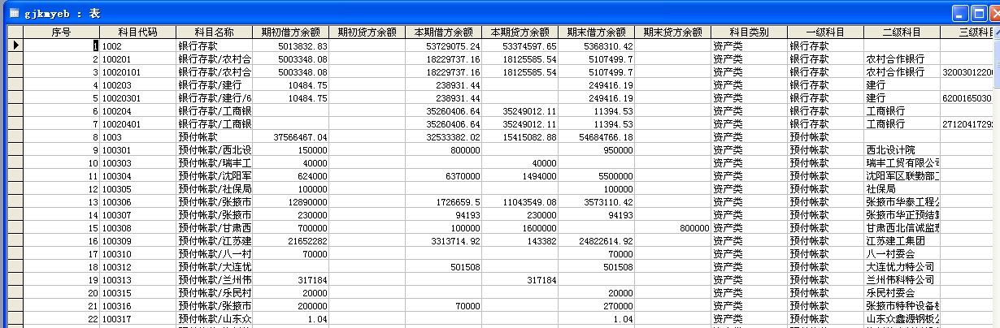 gjkmyeb : 表
序号 科目代码 科目名称 期初借方余额 期初贷方余额 本期借方余额 本期贷方余额 期末借方余额 期末贷方余额 科目类别 一级科目 二级科目 三级科目
1 1002 银行存款 5013832.83 53729075.24 53374597.65 5368310.42 资产类 银行存款
2 100201 银行存款/农村合 5003348.08 18229737.16 18125585.54 5107499.7 资产类 银行存款 农村合作银行
3 10020101 银行存款/农村合 5003348.08 18229737.16 18125585.54 5107499.7 资产类 银行存款 农村合作银行 3200301220
4 100203 银行存款/建行 10484.75 238931.44 249416.19 资产类 银行存款 建行
5 10020301 银行存款/建行/6 10484.75 238931.44 249416.19 资产类 银行存款 建行 6200165030
6 100204 银行存款/工商银 35260406.64 35249012.11 11394.53 资产类 银行存款 工商银行
7 10020401 银行存款/工商银 35260406.64 35249012.11 11394.53 资产类 银行存款 工商银行 2712041729
8 1003 预付帐款 37566467.04 32533382.02 15415082.88 54684766.18 资产类 预付帐款
9 100301 预付帐款/西北设 150000 800000 950000 资产类 预付帐款 西北设计院
10 100303 预付帐款/瑞丰工 40000 40000 资产类 预付帐款 瑞丰工贸有限公司
11 100304 预付帐款/沈阳军 624000 6370000 1494000 5500000 资产类 预付帐款 沈阳军区联勤部工
12 100305 预付帐款/社保局 100000 100000 资产类 预付帐款 社保局
13 100306 预付帐款/张掖市 12890000 1726659.5 11043549.08 3573110.42 资产类 预付帐款 张掖市华泰工程公
14 100307 预付帐款/张掖市 230000 94193 230000 94193 资产类 预付帐款 张掖市华正预结算
15 100308 预付帐款/甘肃西 700000 100000 1600000 800000 资产类 预付帐款 甘肃西北信诚监理
16 100309 预付帐款/江苏建 21652282 3313714.92 143382 24822614.92 资产类 预付帐款 江苏建工集团
17 100310 预付帐款/八一村 70000 70000 资产类 预付帐款 八一村委会
18 100312 预付帐款/大连优 501508 501508 资产类 预付帐款 大连优力特公司
19 100313 预付帐款/兰州伟 317184 317184 资产类 预付帐款 兰州伟科特公司
20 100315 预付帐款/乐民村 20000 20000 资产类 预付帐款 乐民村委会
21 100316 预付帐款/张掖市 200000 70000 270000 资产类 预付帐款 张掖市特种设备检
22 100317 预付帐款/山东众 1.04 1.04 资产类 预付帐款 山东众鑫源钢板公